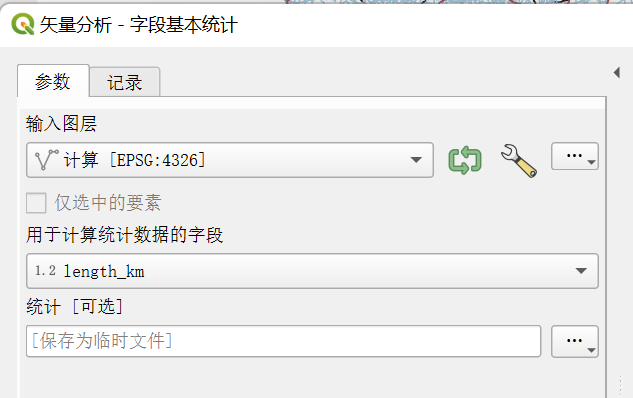 矢量分析 - 字段基本统计
参数 记录
输入图层
计算 [EPSG:4326]
...
仅选中的要素
用于计算统计数据的字段
1.2 length_km
统计 [可选]
[保存为临时文件]
...